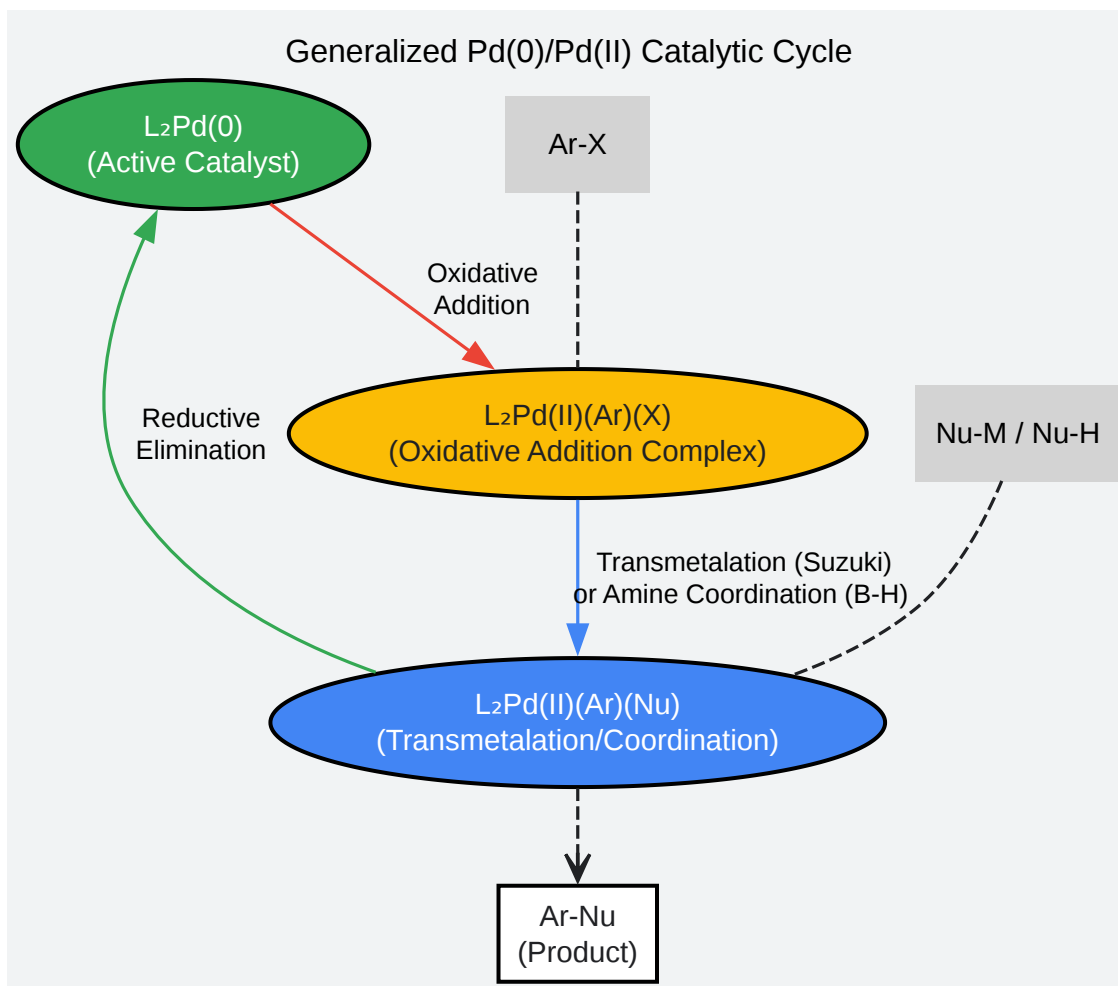 Generalized Pd(0)/Pd(II) Catalytic Cycle
L₂Pd(0)
(Active Catalyst)
Ar-X
Oxidative
Addition
Reductive
Elimination
L₂Pd(II)(Ar)(X)
(Oxidative Addition Complex)
Nu-M / Nu-H
Transmetalation (Suzuki)
or Amine Coordination (B-H)
L₂Pd(II)(Ar)(Nu)
(Transmetalation/Coordination)
Ar-Nu
(Product)